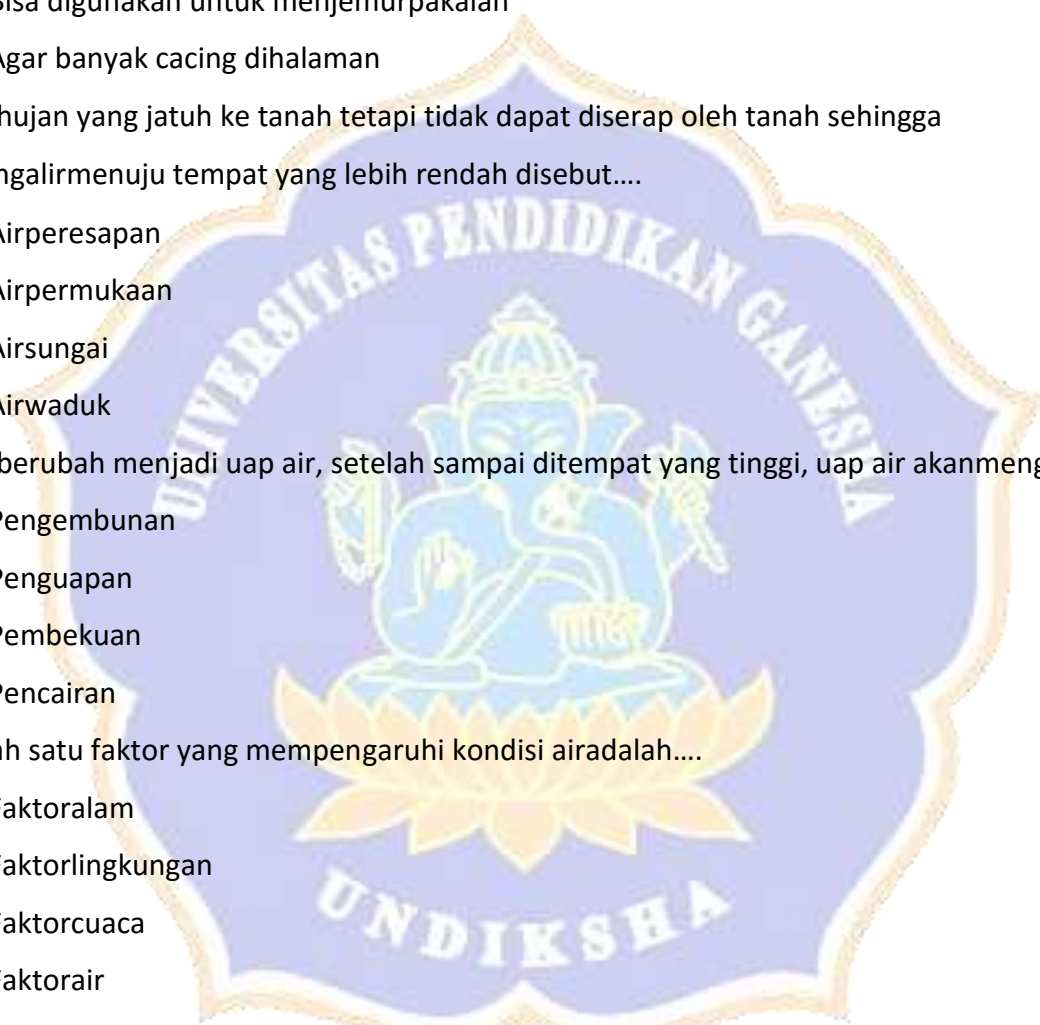 Bisa digunakan untuk menjemurpakaian
Agar banyak cacing dihalaman
hujan yang jatuh ke tanah tetapi tidak dapat diserap oleh tanah sehingga
ngalirmenuju tempat yang lebih rendah disebut....
Airperesapan
Airpermukaan
Airsungai
Airwaduk
berubah menjadi uap air, setelah sampai ditempat yang tinggi, uap air akanmeng
Pengembunan
Penguapan
Pembekuan
Pencairan
ah satu faktor yang mempengaruhi kondisi airadalah....
Faktoralam
Faktorlingkungan
Faktorcuaca
Faktorair
UNIVERSITAS PENDIDIKAN GANESHA
UNDIKSHA